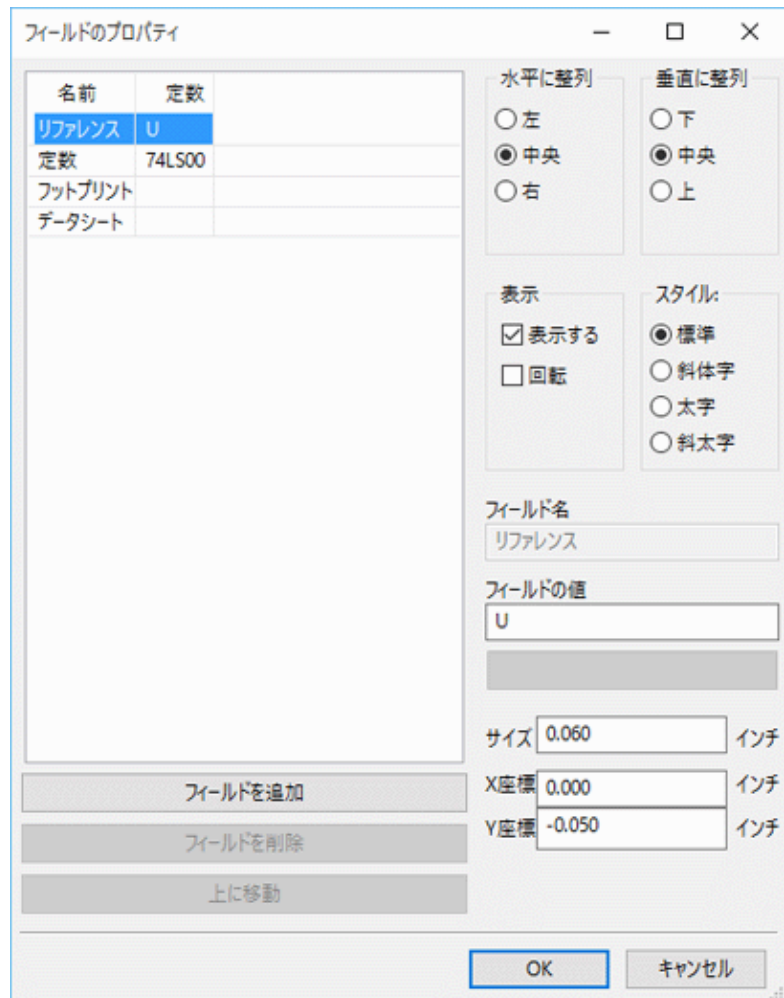 フィールドのプロパティ
名前 定数
リファレンス U
定数 74LS00
フットプリント
データシート
水平に整列
左
中央
右
垂直に整列
下
中央
上
表示
表示する
回転
スタイル:
標準
斜体字
太字
斜太字
フィールド名
リファレンス
フィールドの値
U
サイズ 0.060 インチ
X座標 0.000 インチ
Y座標 -0.050 インチ
フィールドを追加
フィールドを削除
上に移動
OK キャンセル